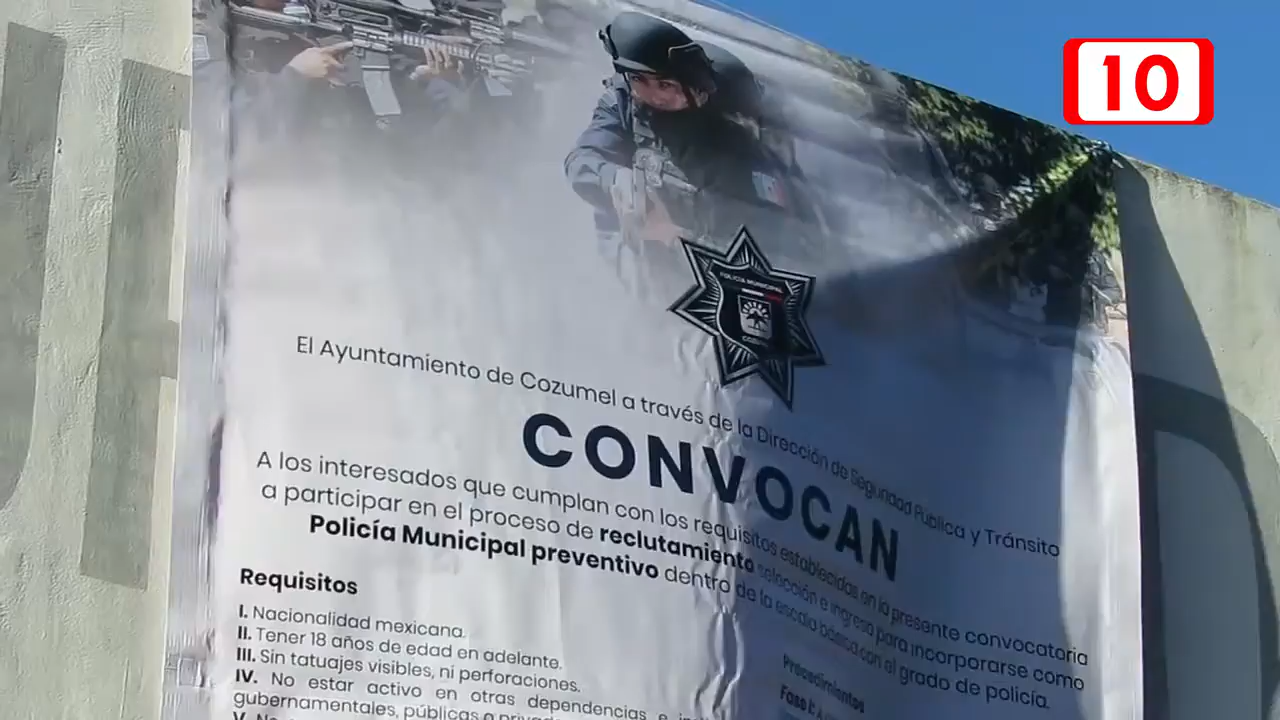 10
POLICÍA MUNICIPAL
El Ayuntamiento de Cozumel a través de la Dirección de Seguridad Pública y Tránsito
CONVOCAN
A los interesados que cumplan con los requisitos establecidos en la presente convocatoria
a participar en el proceso de reclutamiento selección e ingreso para incorporarse como
Policía Municipal preventivo dentro de la escala básica con el grado de policía.
Requisitos
I. Nacionalidad mexicana.
II. Tener 18 años de edad en adelante.
III. Sin tatuajes visibles, ni perforaciones.
IV. No estar activo en otras dependencias e
gubernamentales, públicas o
V. No
Procedimientos
Fase I: